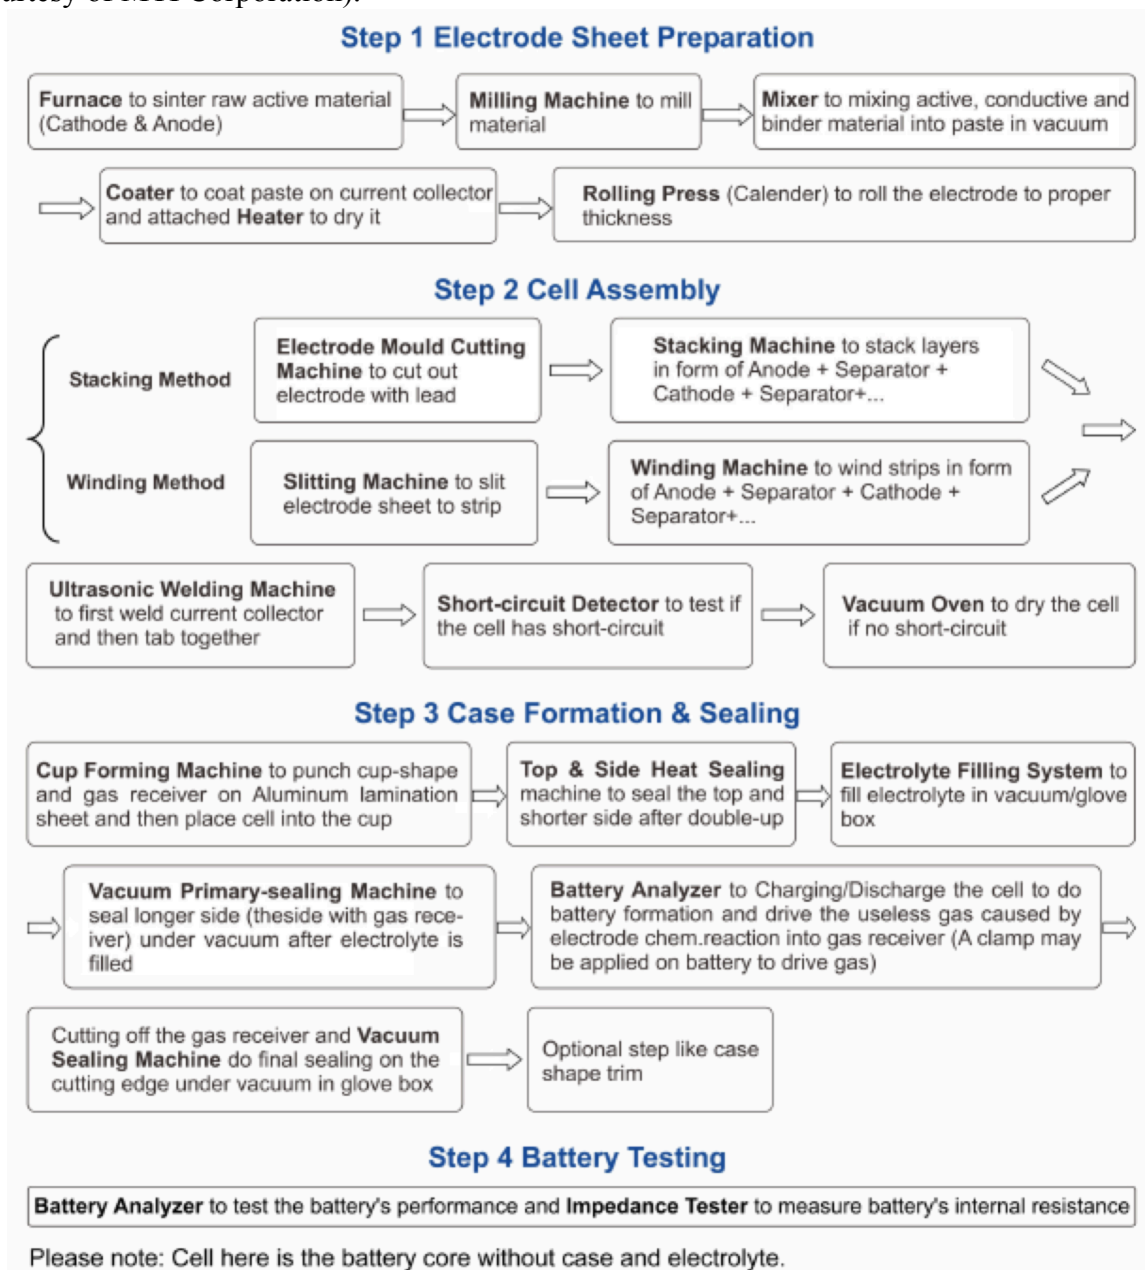 Step 1 Electrode Sheet Preparation
Furnace to sinter raw active material
(Cathode & Anode)
Milling Machine to mill
material
Mixer to mixing active, conductive and
binder material into paste in vacuum
Coater to coat paste on current collector
and attached Heater to dry it
Rolling Press (Calender) to roll the electrode to proper
thickness
Step 2 Cell Assembly
Stacking Method
Electrode Mould Cutting
Machine to cut out
electrode with lead
Stacking Machine to stack layers
in form of Anode + Separator +
Cathode + Separator+...
Winding Method
Slitting Machine to slit
electrode sheet to strip
Winding Machine to wind strips in form
of Anode + Separator + Cathode +
Separator+...
Ultrasonic Welding Machine
to first weld current collector
and then tab together
Short-circuit Detector to test if
the cell has short-circuit
Vacuum Oven to dry the cell
if no short-circuit
Step 3 Case Formation & Sealing
Cup Forming Machine to punch cup-shape
and gas receiver on Aluminum lamination
sheet and then place cell into the cup
Top & Side Heat Sealing
machine to seal the top and
shorter side after double-up
Electrolyte Filling System to
fill electrolyte in vacuum/glove
box
Vacuum Primary-sealing Machine to
seal longer side (theside with gas rece-
iver) under vacuum after electrolyte is
filled
Battery Analyzer to Charging/Discharge the cell to do
battery formation and drive the useless gas caused by
electrode chem.reaction into gas receiver (A clamp may
be applied on battery to drive gas)
Cutting off the gas receiver and Vacuum
Sealing Machine do final sealing on the
cutting edge under vacuum in glove box
Optional step like case
shape trim
Step 4 Battery Testing
Battery Analyzer to test the battery's performance and Impedance Tester to measure battery's internal resistance
Please note: Cell here is the battery core without case and electrolyte.